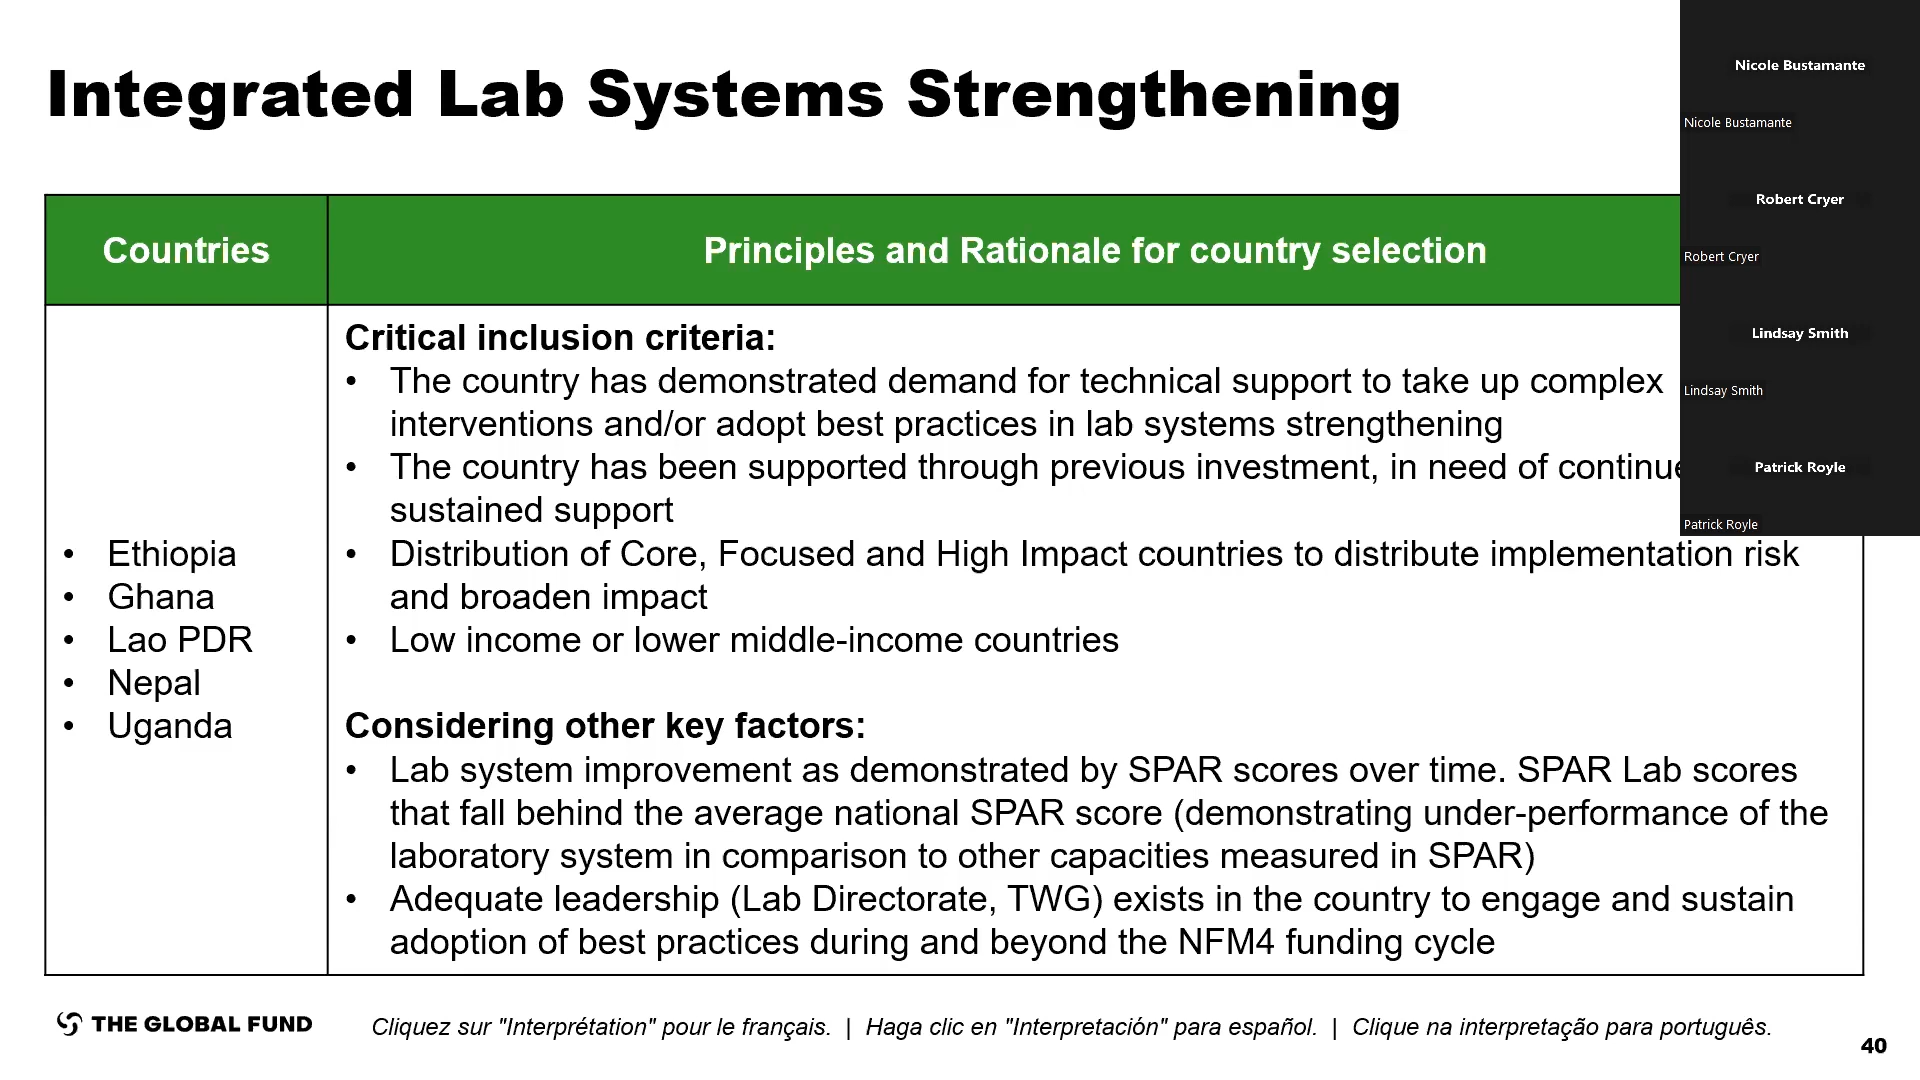 Integrated Lab Systems Strengthening
Nicole Bustamante
Nicole Bustamante
Robert Cryer
Robert Cryer
Lindsay Smith
Lindsay Smith
Patrick Royle
Patrick Royle
Countries
Principles and Rationale for country selection
• Ethiopia
• Ghana
• Lao PDR
• Nepal
• Uganda
Critical inclusion criteria:
• The country has demonstrated demand for technical support to take up complex
interventions and/or adopt best practices in lab systems strengthening
• The country has been supported through previous investment, in need of
sustained support
• Distribution of Core, Focused and High Impact countries to distribute implementation risk
and broaden impact
• Low income or lower middle-income countries
Considering other key factors:
• Lab system improvement as demonstrated by SPAR scores over time. SPAR Lab scores
that fall behind the average national SPAR score (demonstrating under-performance of the
laboratory system in comparison to other capacities measured in SPAR)
• Adequate leadership (Lab Directorate, TWG) exists in the country to engage and sustain
adoption of best practices during and beyond the NFM4 funding cycle
THE GLOBAL FUND
Cliquez sur "Interprétation" pour le français. | Haga clic en "Interpretación" para español. | Clique na interpretação para português.
40